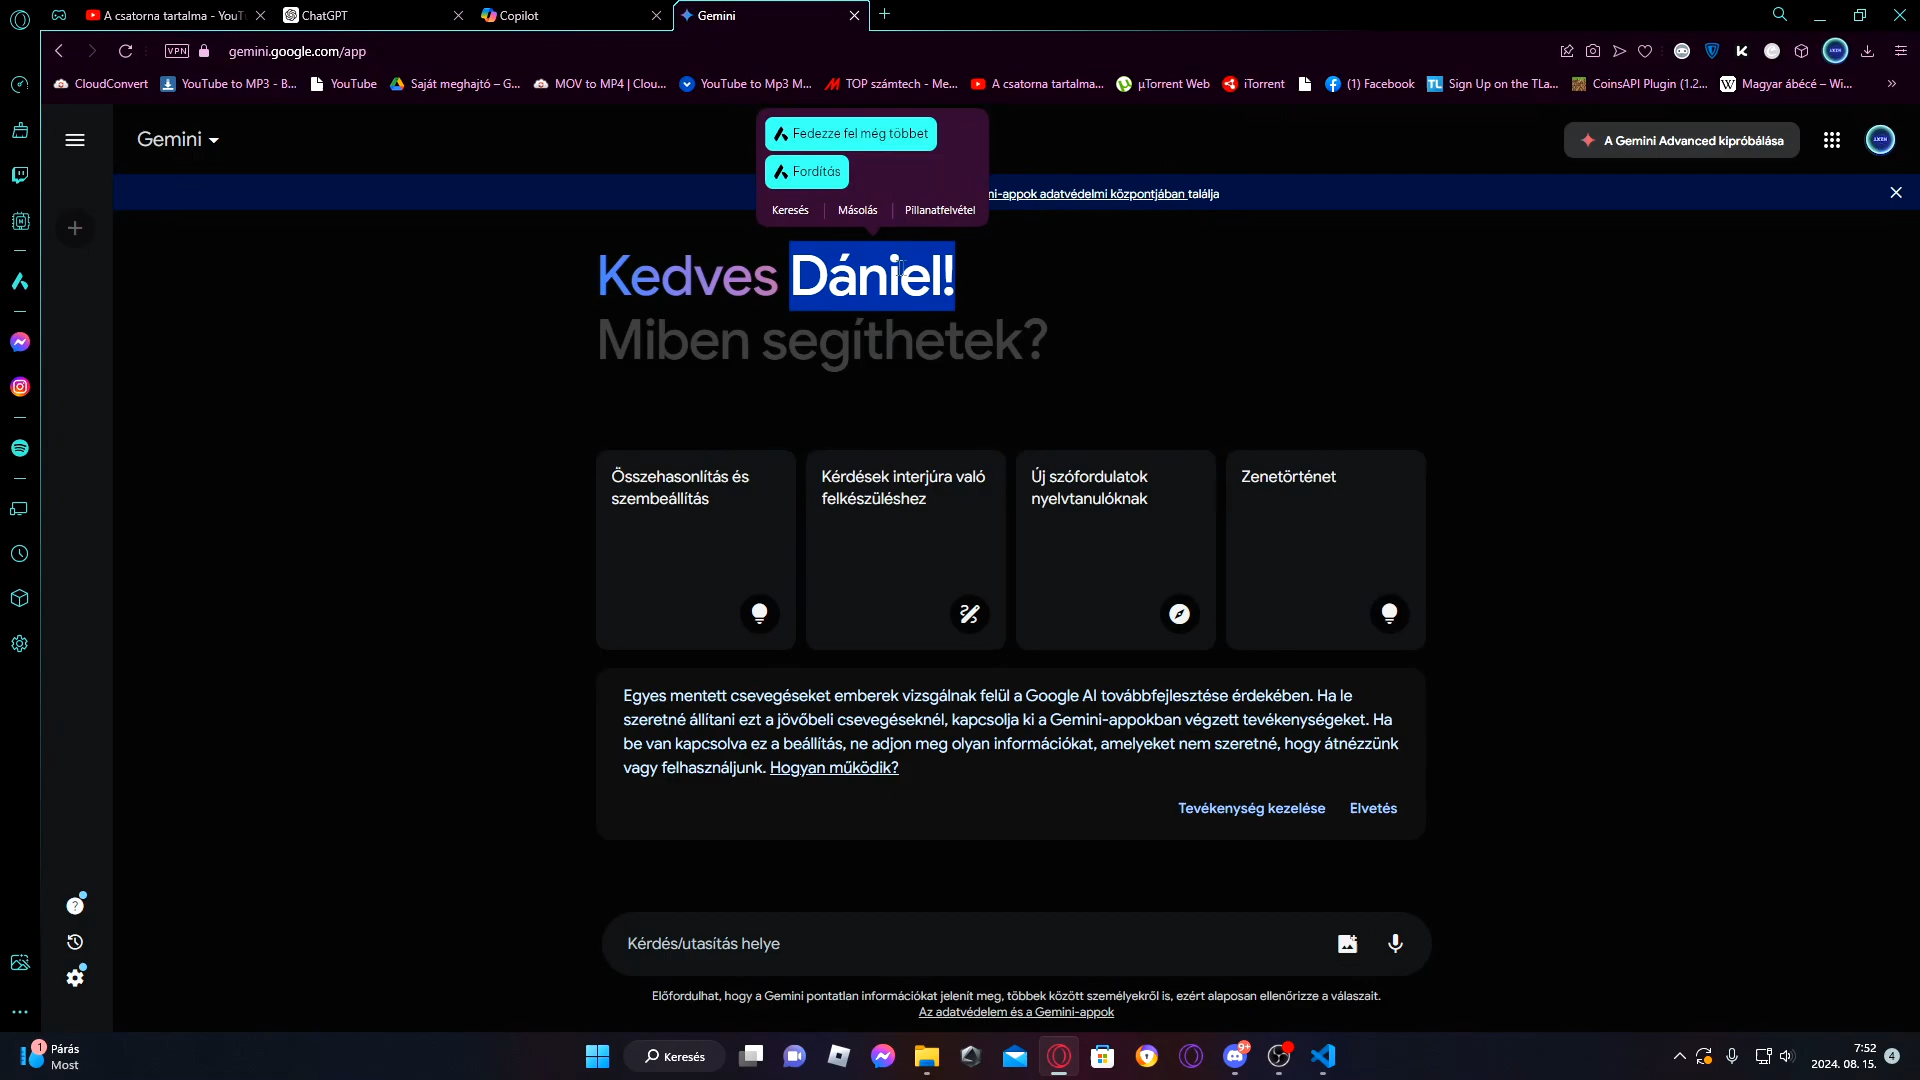 A csatorna tartalma - YouT
ChatGPT
Copilot
Gemini
VPN
gemini.google.com/app
CloudConvert
YouTube to MP3 - B...
YouTube
Saját meghajtó – G...
MOV to MP4 | Clou...
YouTube to Mp3 M...
TOP számtech - Me...
A csatorna tartalma...
µTorrent Web
iTorrent
(1) Facebook
Sign Up on the TLa...
CoinsAPI Plugin (1.2...
Magyar ábécé – Wi...
Gemini
Fedezze fel még többet
Fordítás
Keresés
Másolás
Pillanatfelvétel
A Gemini Advanced kipróbálása
ni-appok adatvédelmi központjában találja
Kedves Dániel!
Miben segíthetek?
Összehasonlítás és
szembeállítás
Kérdések interjúra való
felkészüléshez
Új szófordulatok
nyelvtanulóknak
Zenetörténet
Egyes mentett csevegéseket emberek vizsgálnak felül a Google AI továbbfejlesztése érdekében. Ha le
szeretné állítani ezt a jövőbeli csevegéseknél, kapcsolja ki a Gemini-appokban végzett tevékenységeket. Ha
be van kapcsolva ez a beállítás, ne adjon meg olyan információkat, amelyeket nem szeretné, hogy átnézzünk
vagy felhasználjunk. Hogyan működik?
Tevékenység kezelése
Elvetés
Kérdés/utasítás helye
Előfordulhat, hogy a Gemini pontatlan információkat jelenít meg, többek között személyekről is, ezért alaposan ellenőrizze a válaszait.
Az adatvédelem és a Gemini-appok
1
Párás
Most
Keresés
9+
7:52
2024. 08. 15.
4